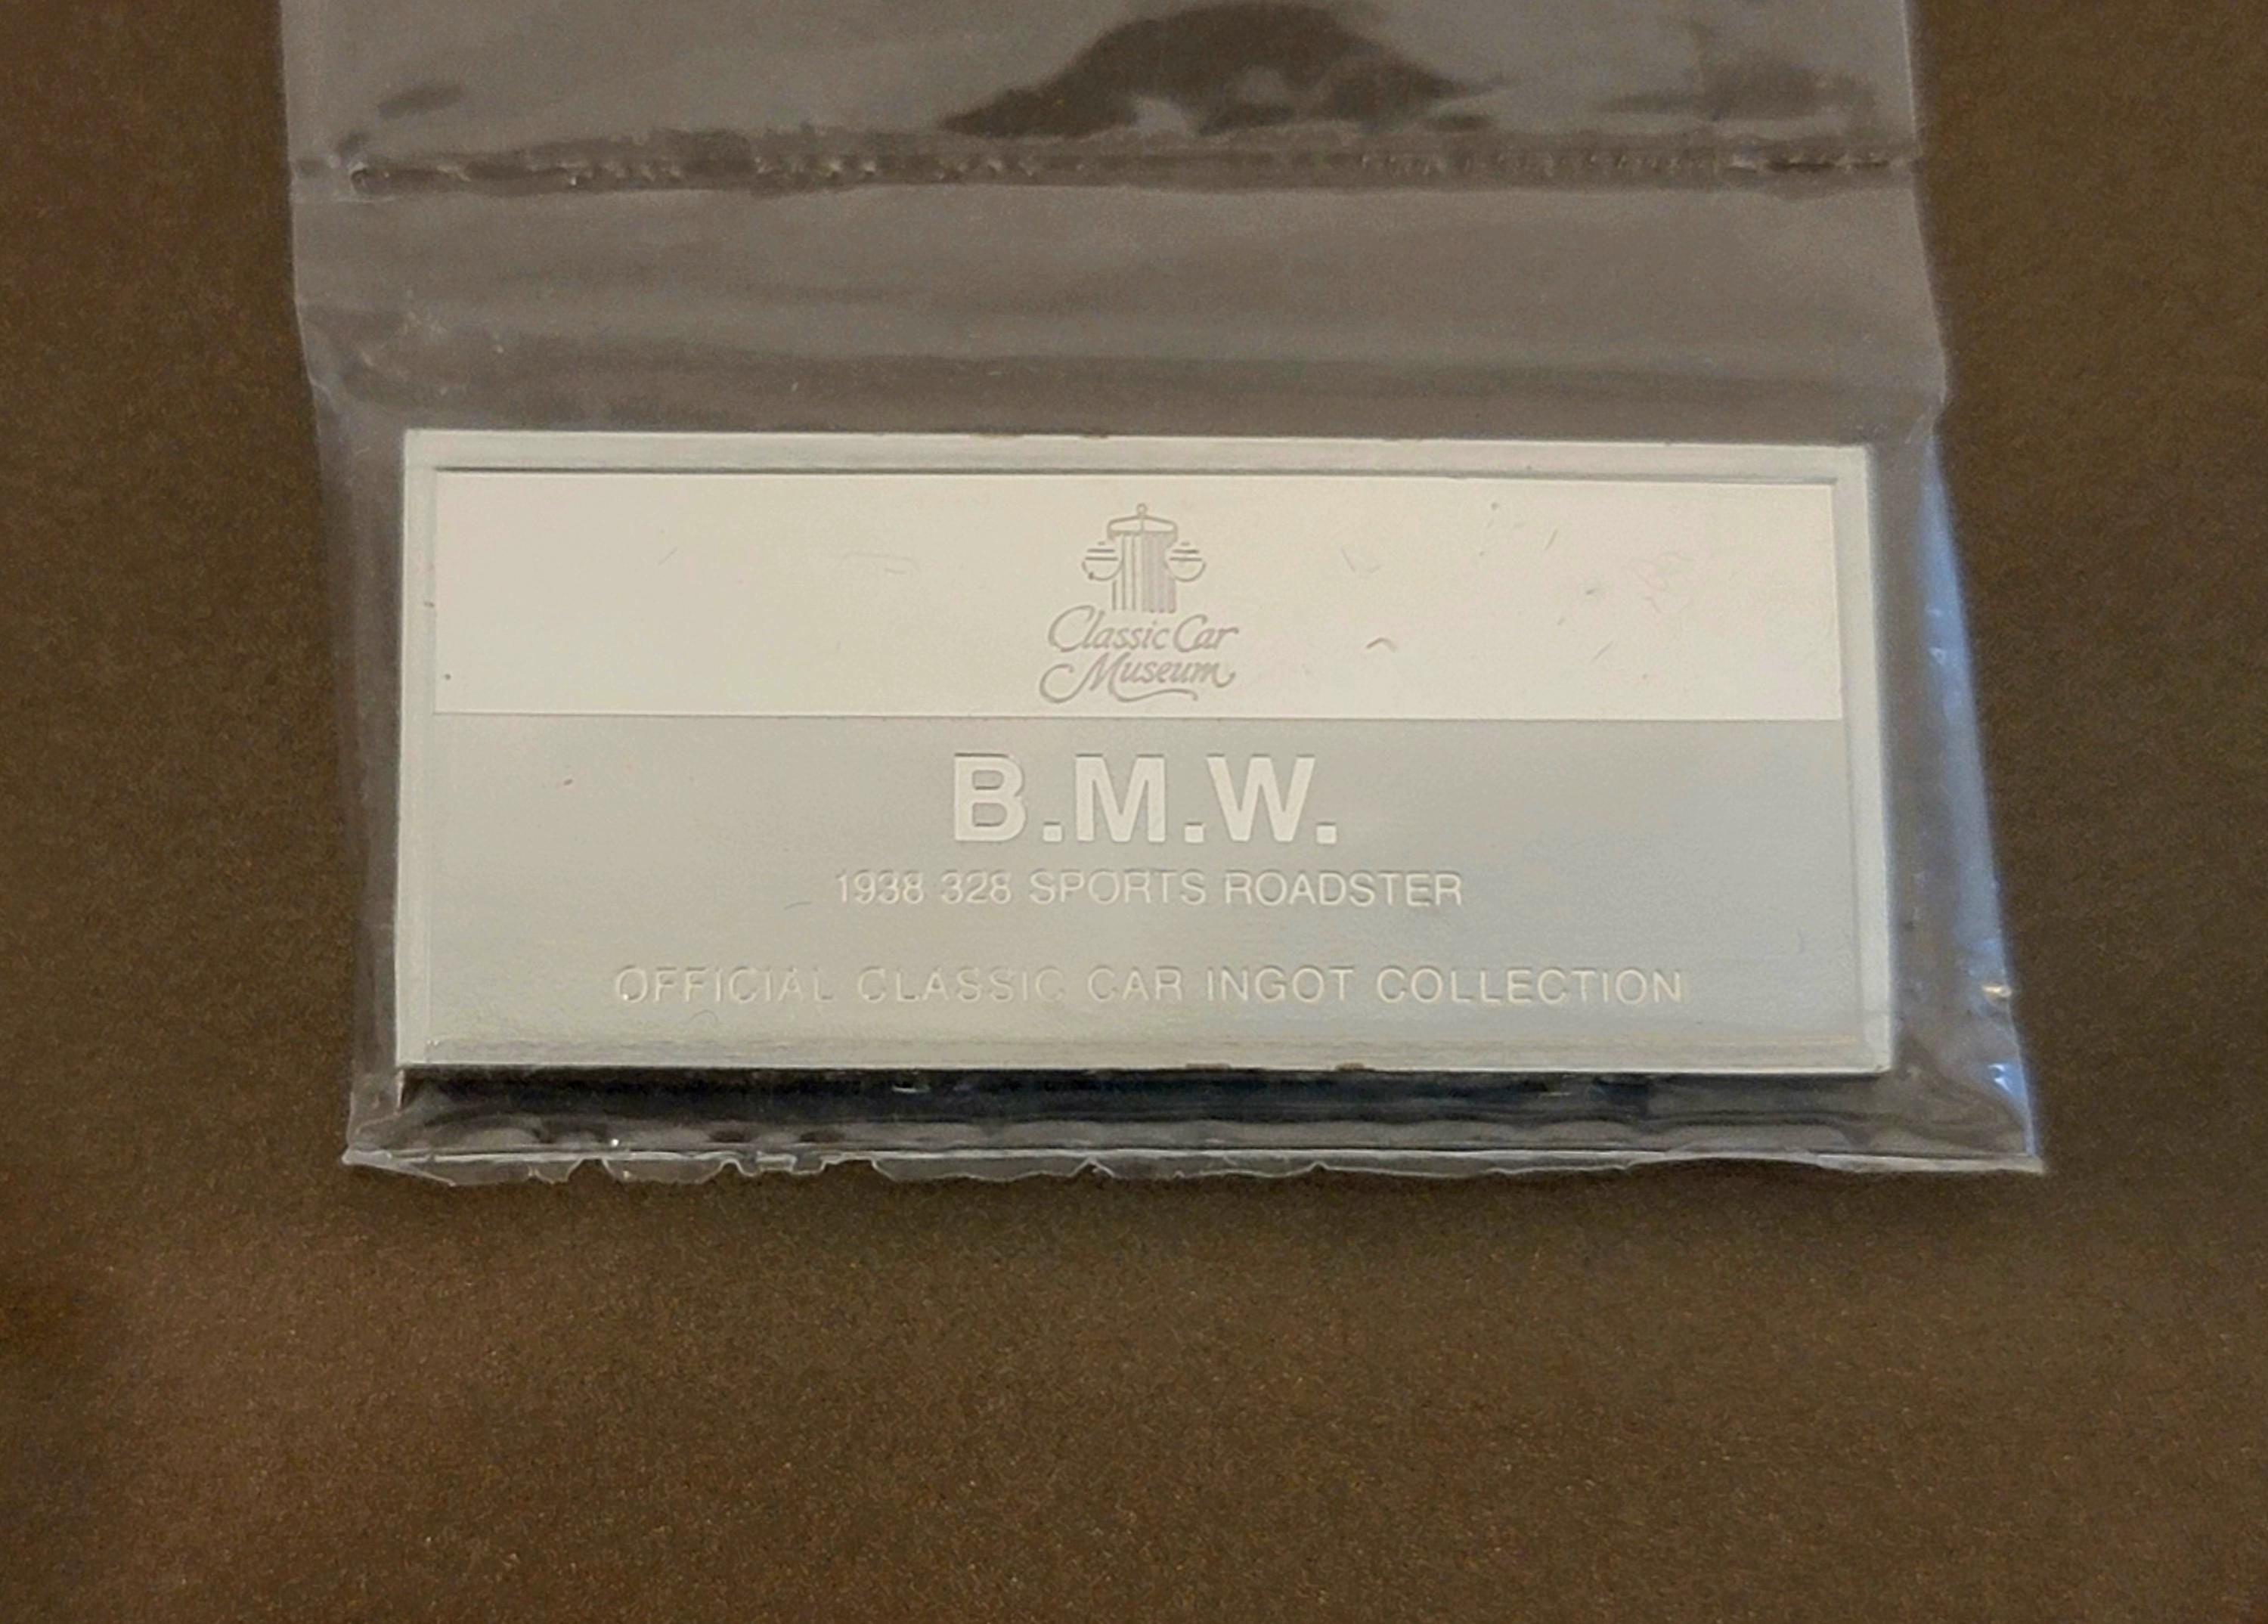 Classic Car
Museum
B.M.W.
1938 328 SPORTS ROADSTER
OFFICIAL CLASSIC CAR INGOT COLLECTION